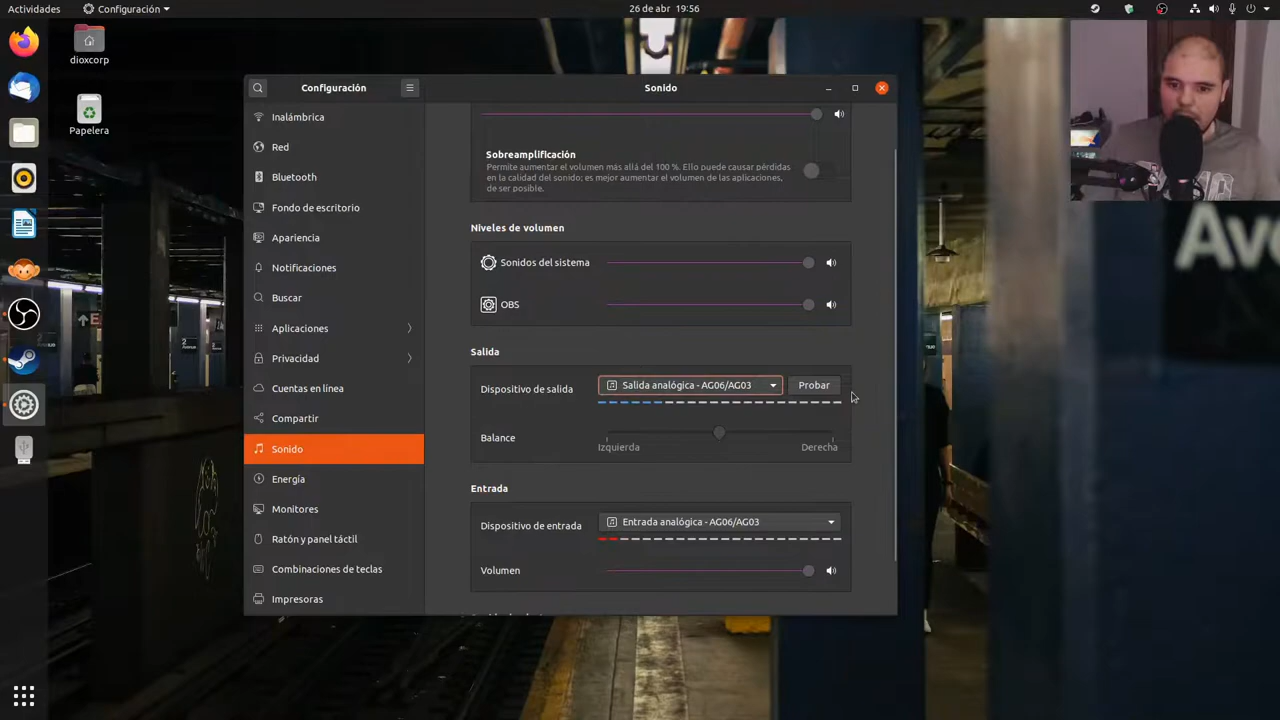 Actividades
Configuración
26 de abr 19:56
dioxcorp
Papelera
Configuración
Sonido
Inalámbrica
Red
Bluetooth
Fondo de escritorio
Apariencia
Notificaciones
Buscar
Aplicaciones
Privacidad
Cuentas en línea
Compartir
Sonido
Energía
Monitores
Ratón y panel táctil
Combinaciones de teclas
Impresoras
Sobreamplificación
Permite aumentar el volumen más allá del 100 %. Ello puede causar pérdidas
en la calidad del sonido; es mejor aumentar el volumen de las aplicaciones,
de ser posible.
Niveles de volumen
Sonidos del sistema
OBS
Salida
Dispositivo de salida
Salida analógica - AG06/AG03
Probar
Balance
Izquierda
Derecha
Entrada
Dispositivo de entrada
Entrada analógica - AG06/AG03
Volumen
Ave
2
2